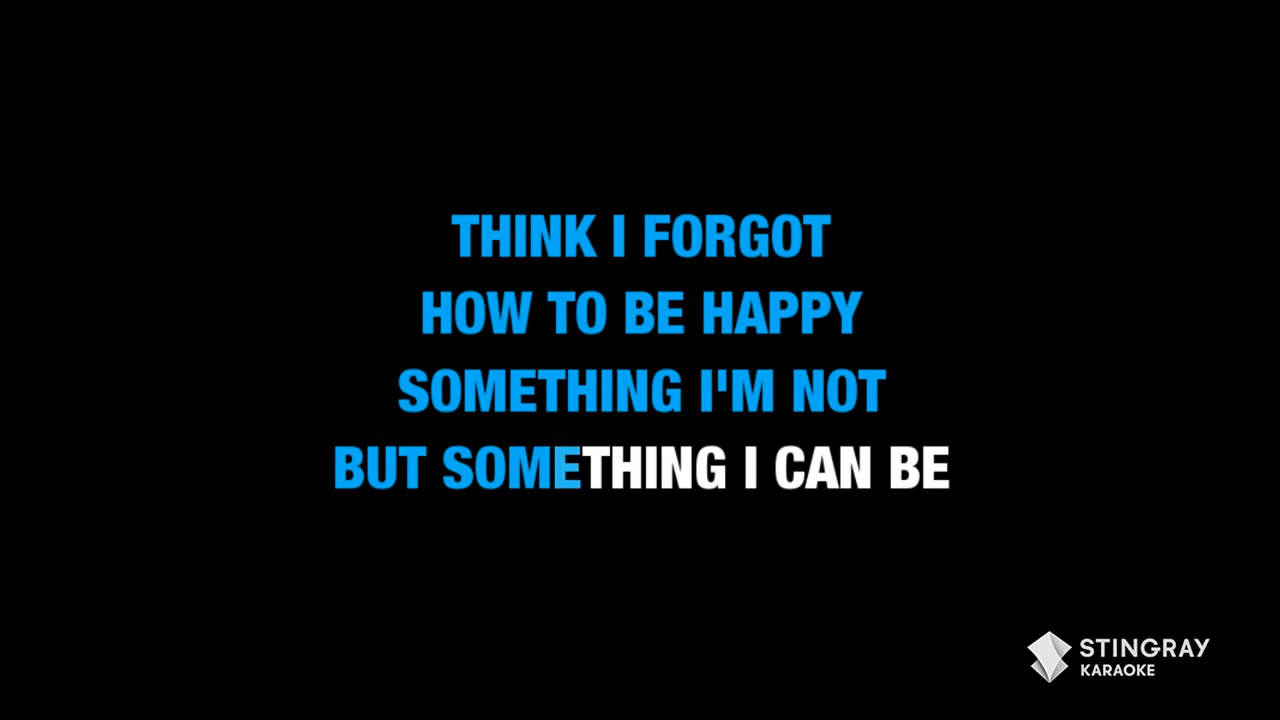 THINK I FORGOT
HOW TO BE HAPPY
SOMETHING I'M NOT
BUT SOMETHING I CAN BE
STINGRAY
KARAOKE